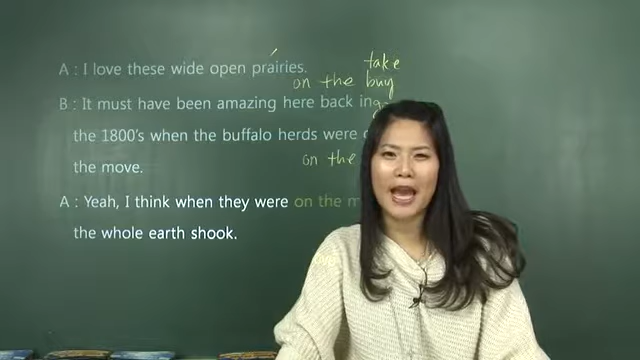 A : I love these wide open prairies.
take
on the buy
B : It must have been amazing here back in
the 1800's when the buffalo herds were
on the
the move.
A : Yeah, I think when they were on the
the whole earth shook.